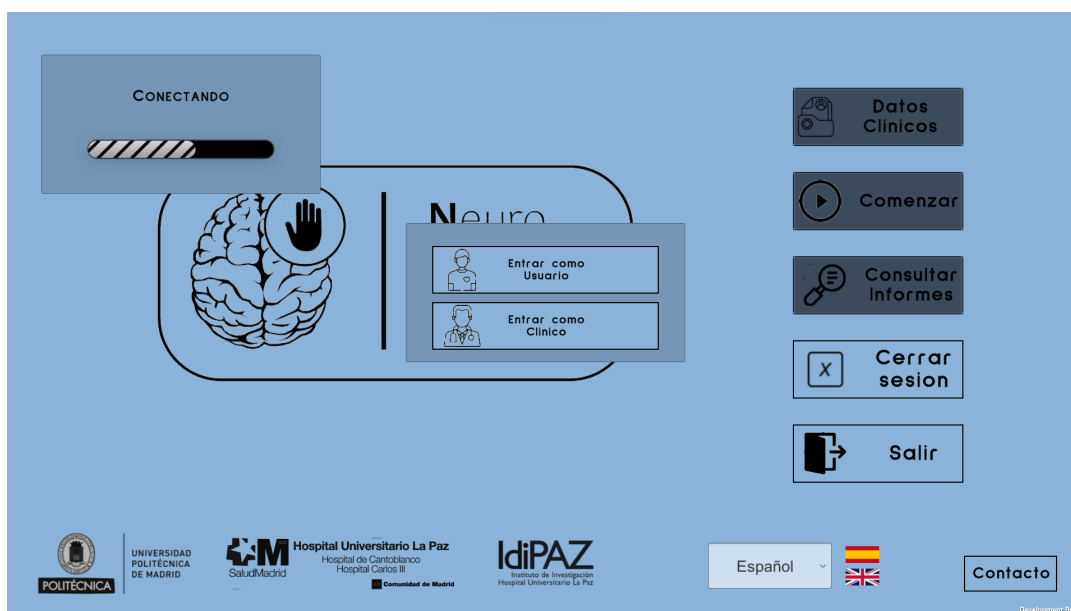 CONECTANDO
Neuro
Entrar como
Usuario
Entrar como
Clinico
Datos
Clinicos
Comenzar
Consultar
Informes
X
Cerrar
sesion
Salir
POLITÉCNICA
UNIVERSIDAD
POLITÉCNICA
DE MADRID
M
SaludMadrid
Hospital Universitario La Paz
Hospital de Cantoblanco
Hospital Carlos III
Comunidad de Madrid
IdiPAZ
Instituto de Investigación
Hospital Universitario La Paz
Español
Contacto
Development